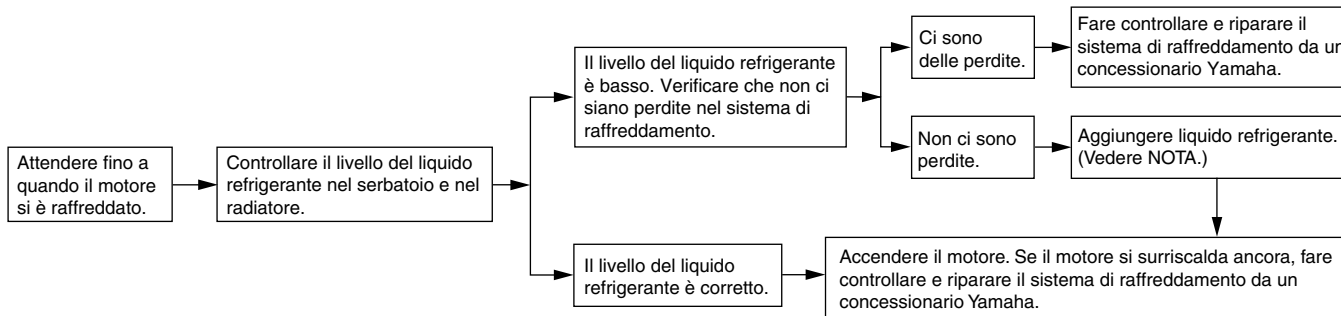 Attendere fino a
quando il motore
si è raffreddato.
Controllare il livello del liquido
refrigerante nel serbatoio e nel
radiatore.
Il livello del liquido refrigerante
è basso. Verificare che non ci
siano perdite nel sistema di
raffreddamento.
Ci sono
delle perdite.
Fare controllare e riparare il
sistema di raffreddamento da un
concessionario Yamaha.
Non ci sono
perdite.
Aggiungere liquido refrigerante.
(Vedere NOTA.)
Il livello del liquido
refrigerante è corretto.
Accendere il motore. Se il motore si surriscalda ancora, fare
controllare e riparare il sistema di raffreddamento da un
concessionario Yamaha.